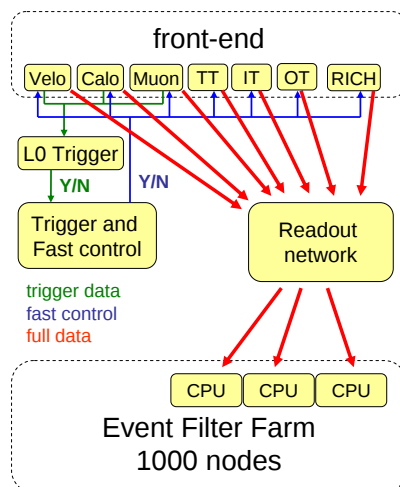 front-end
Velo Calo Muon TT IT OT RICH
L0 Trigger
Y/N Y/N
Trigger and
Fast control
Readout
network
trigger data
fast control
full data
CPU CPU CPU
Event Filter Farm
1000 nodes